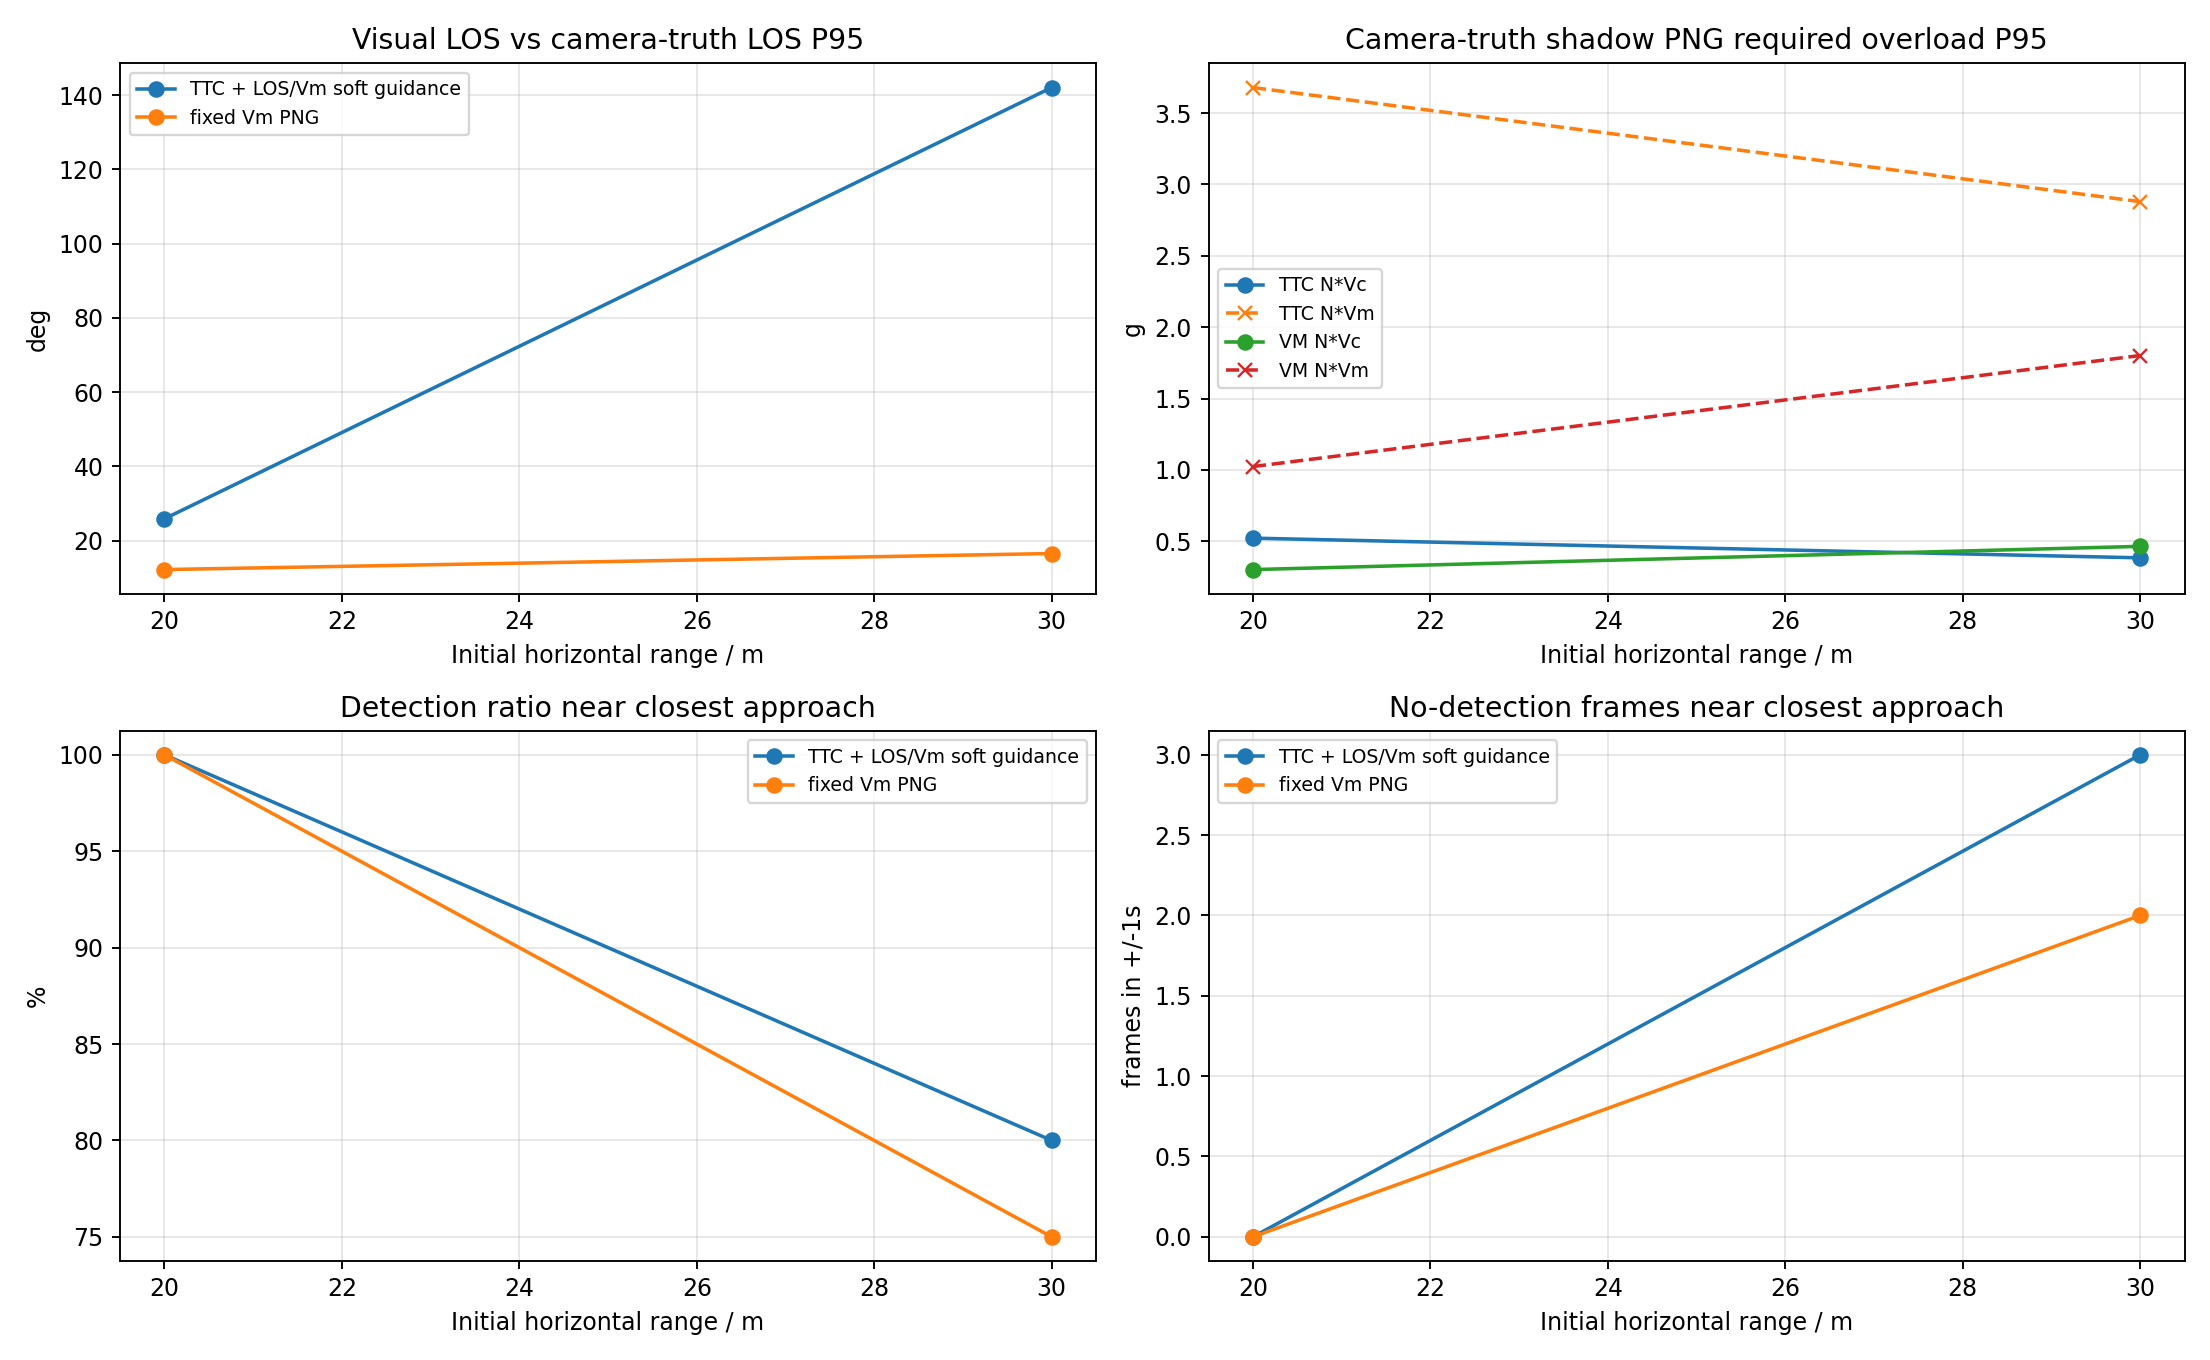 Visual LOS vs camera-truth LOS P95
TTC + LOS/Vm soft guidance
fixed Vm PNG
deg
140
120
100
80
60
40
20
20 22 24 26 28 30
Initial horizontal range / m
Camera-truth shadow PNG required overload P95
TTC N*Vc
TTC N*Vm
VM N*Vc
VM N*Vm
g
3.5
3.0
2.5
2.0
1.5
1.0
0.5
20 22 24 26 28 30
Initial horizontal range / m
Detection ratio near closest approach
TTC + LOS/Vm soft guidance
fixed Vm PNG
%
100
95
90
85
80
75
20 22 24 26 28 30
Initial horizontal range / m
No-detection frames near closest approach
TTC + LOS/Vm soft guidance
fixed Vm PNG
frames in +/-1s
3.0
2.5
2.0
1.5
1.0
0.5
0.0
20 22 24 26 28 30
Initial horizontal range / m